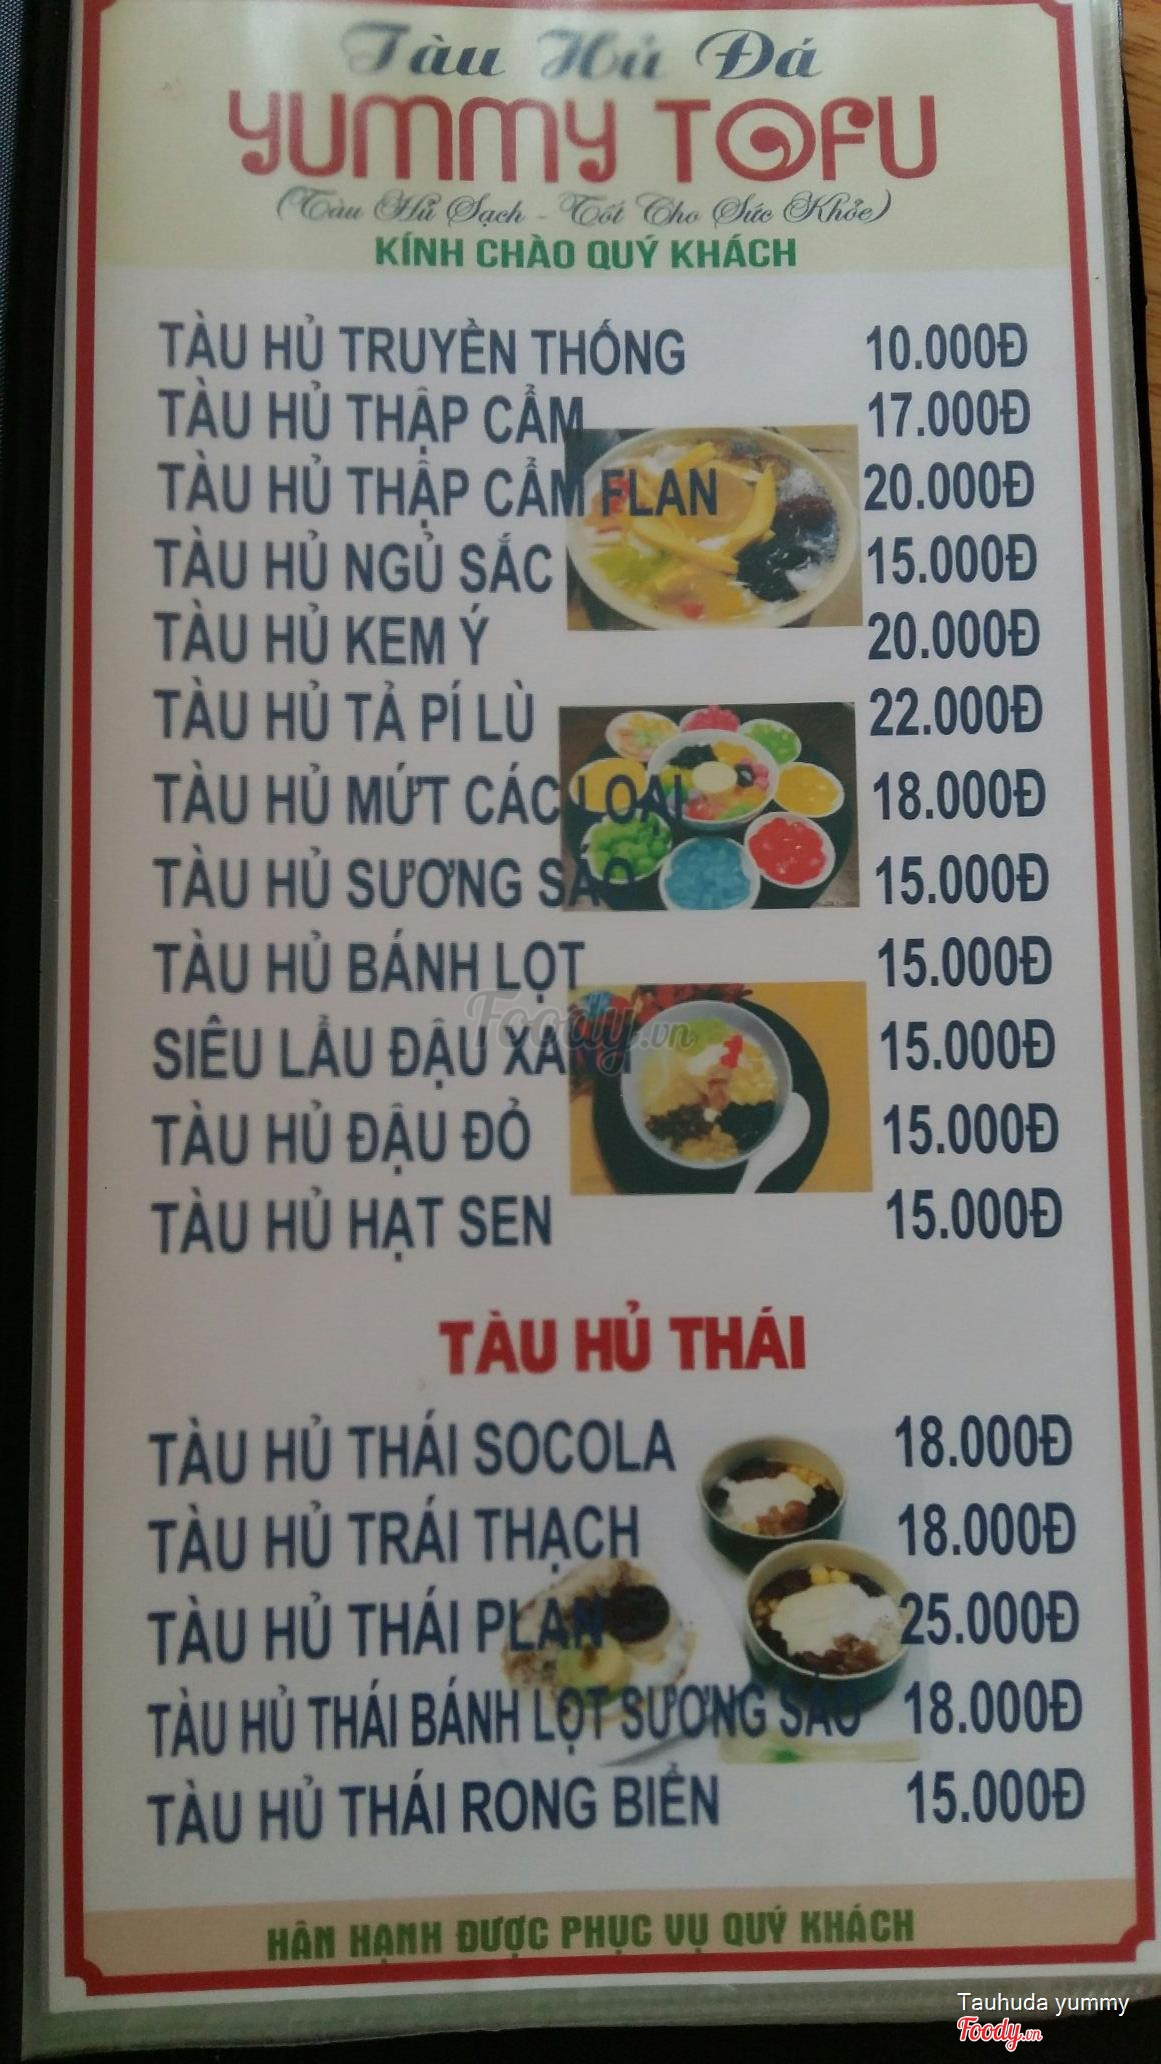 Tàu Hủ Đá
YUMMY TOFU
(Tàu Hủ Sạch - Tốt Cho Sức Khỏe)
KÍNH CHÀO QUÝ KHÁCH
TÀU HỦ TRUYỀN THỐNG 10.000Đ
TÀU HỦ THẬP CẨM 17.000Đ
TÀU HỦ THẬP CẨM FLAN 20.000Đ
TÀU HỦ NGỦ SẮC 15.000Đ
TÀU HỦ KEM Ý 20.000Đ
TÀU HỦ TẢ PÍ LÙ 22.000Đ
TÀU HỦ MỨT CÁC LOẠI 18.000Đ
TÀU HỦ SƯƠNG SÁO 15.000Đ
TÀU HỦ BÁNH LỌT 15.000Đ
SIÊU LẨU ĐẬU XANH 15.000Đ
TÀU HỦ ĐẬU ĐỎ 15.000Đ
TÀU HỦ HẠT SEN 15.000Đ
Foody.vn
TÀU HỦ THÁI
TÀU HỦ THÁI SOCOLA 18.000Đ
TÀU HỦ TRÁI THẠCH 18.000Đ
TÀU HỦ THÁI PLAN 25.000Đ
TÀU HỦ THÁI BÁNH LỌT SƯƠNG SÁO 18.000Đ
TÀU HỦ THÁI RONG BIỂN 15.000Đ
HÂN HẠNH ĐƯỢC PHỤC VỤ QUÝ KHÁCH
Tauhuda yummy
Foody.vn